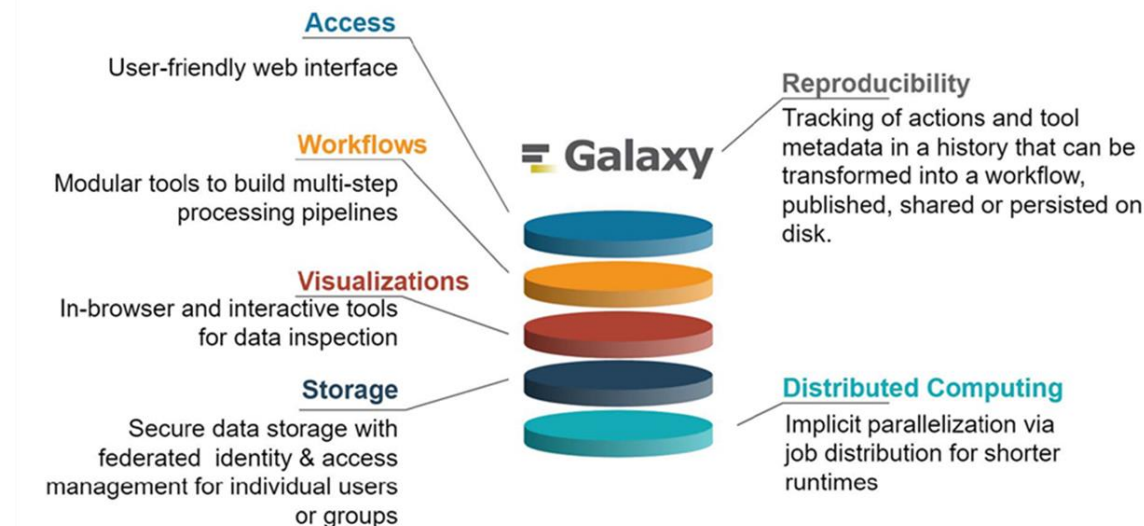 Access
User-friendly web interface
Workflows
Modular tools to build multi-step
processing pipelines
Visualizations
In-browser and interactive tools
for data inspection
Storage
Secure data storage with
federated identity & access
management for individual users
or groups
Galaxy
Reproducibility
Tracking of actions and tool
metadata in a history that can be
transformed into a workflow,
published, shared or persisted on
disk.
Distributed Computing
Implicit parallelization via
job distribution for shorter
runtimes